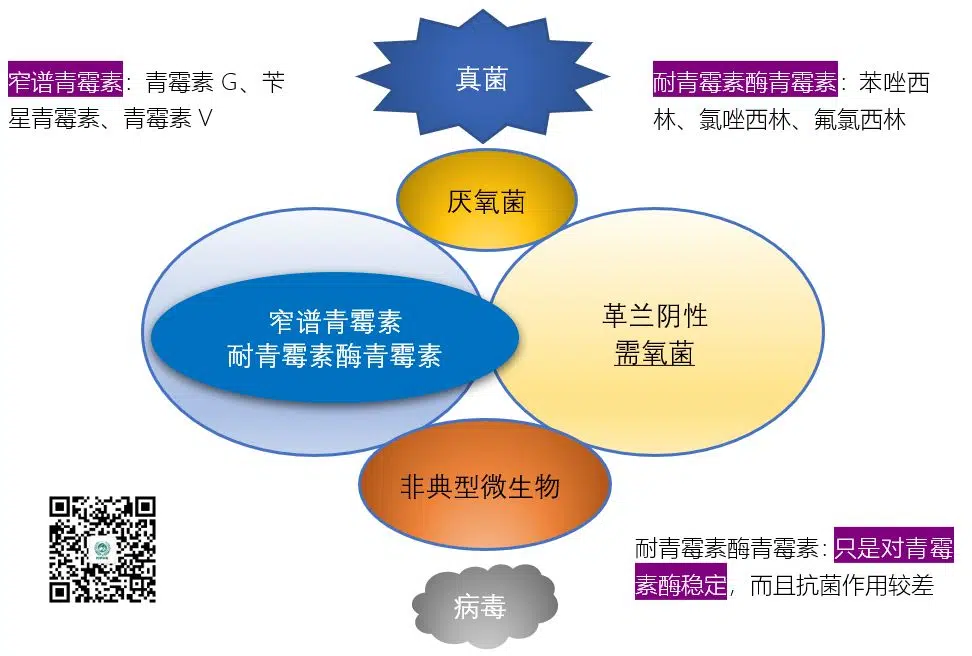 窄谱青霉素：青霉素 G、苄
星青霉素、青霉素 V
真菌
耐青霉素酶青霉素：苯唑西
林、氯唑西林、氟氯西林
厌氧菌
窄谱青霉素
耐青霉素酶青霉素
革兰阴性
需氧菌
非典型微生物
耐青霉素酶青霉素：只是对青霉
素酶稳定，而且抗菌作用较差
病毒